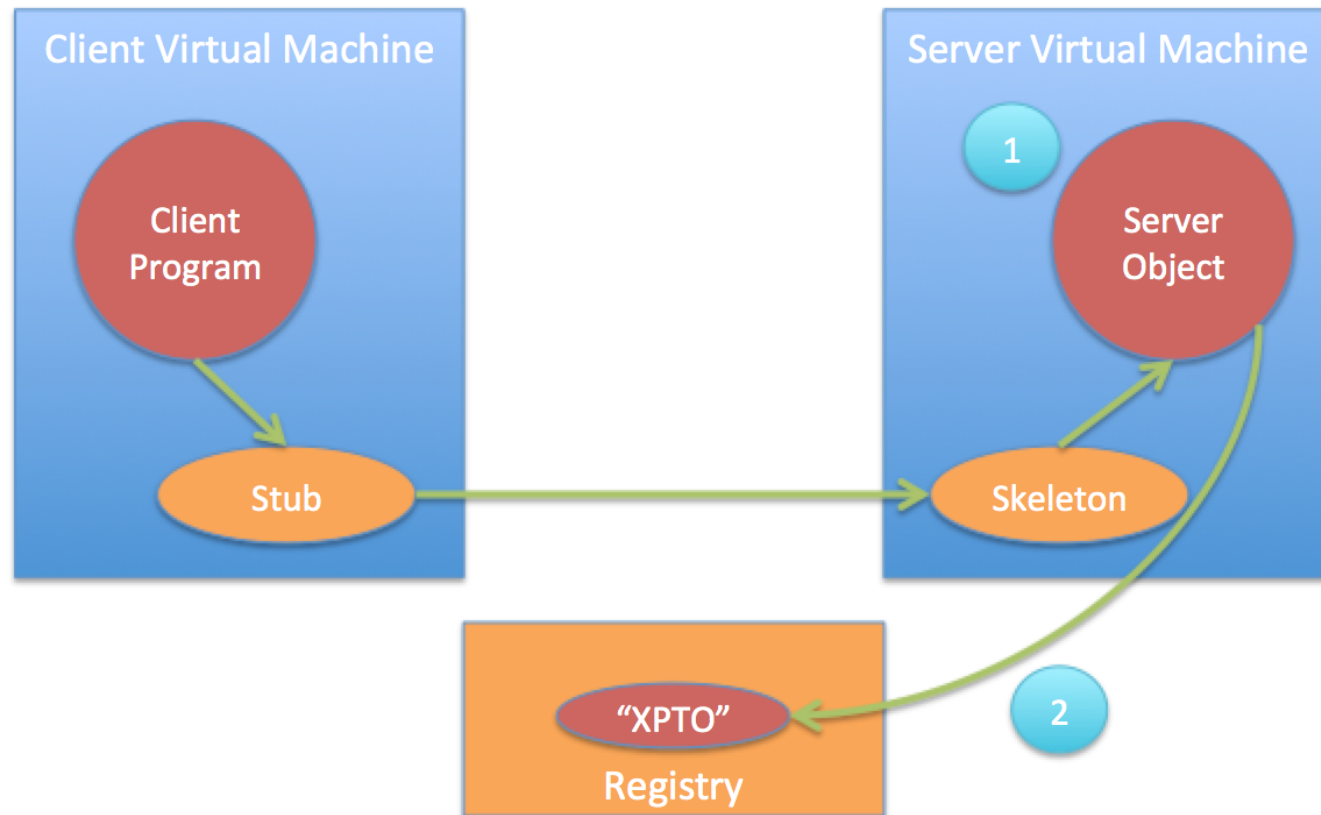 Client Virtual Machine
Server Virtual Machine
1
Client
Program
Server
Object
Stub
Skeleton
“XPTO”
2
Registry